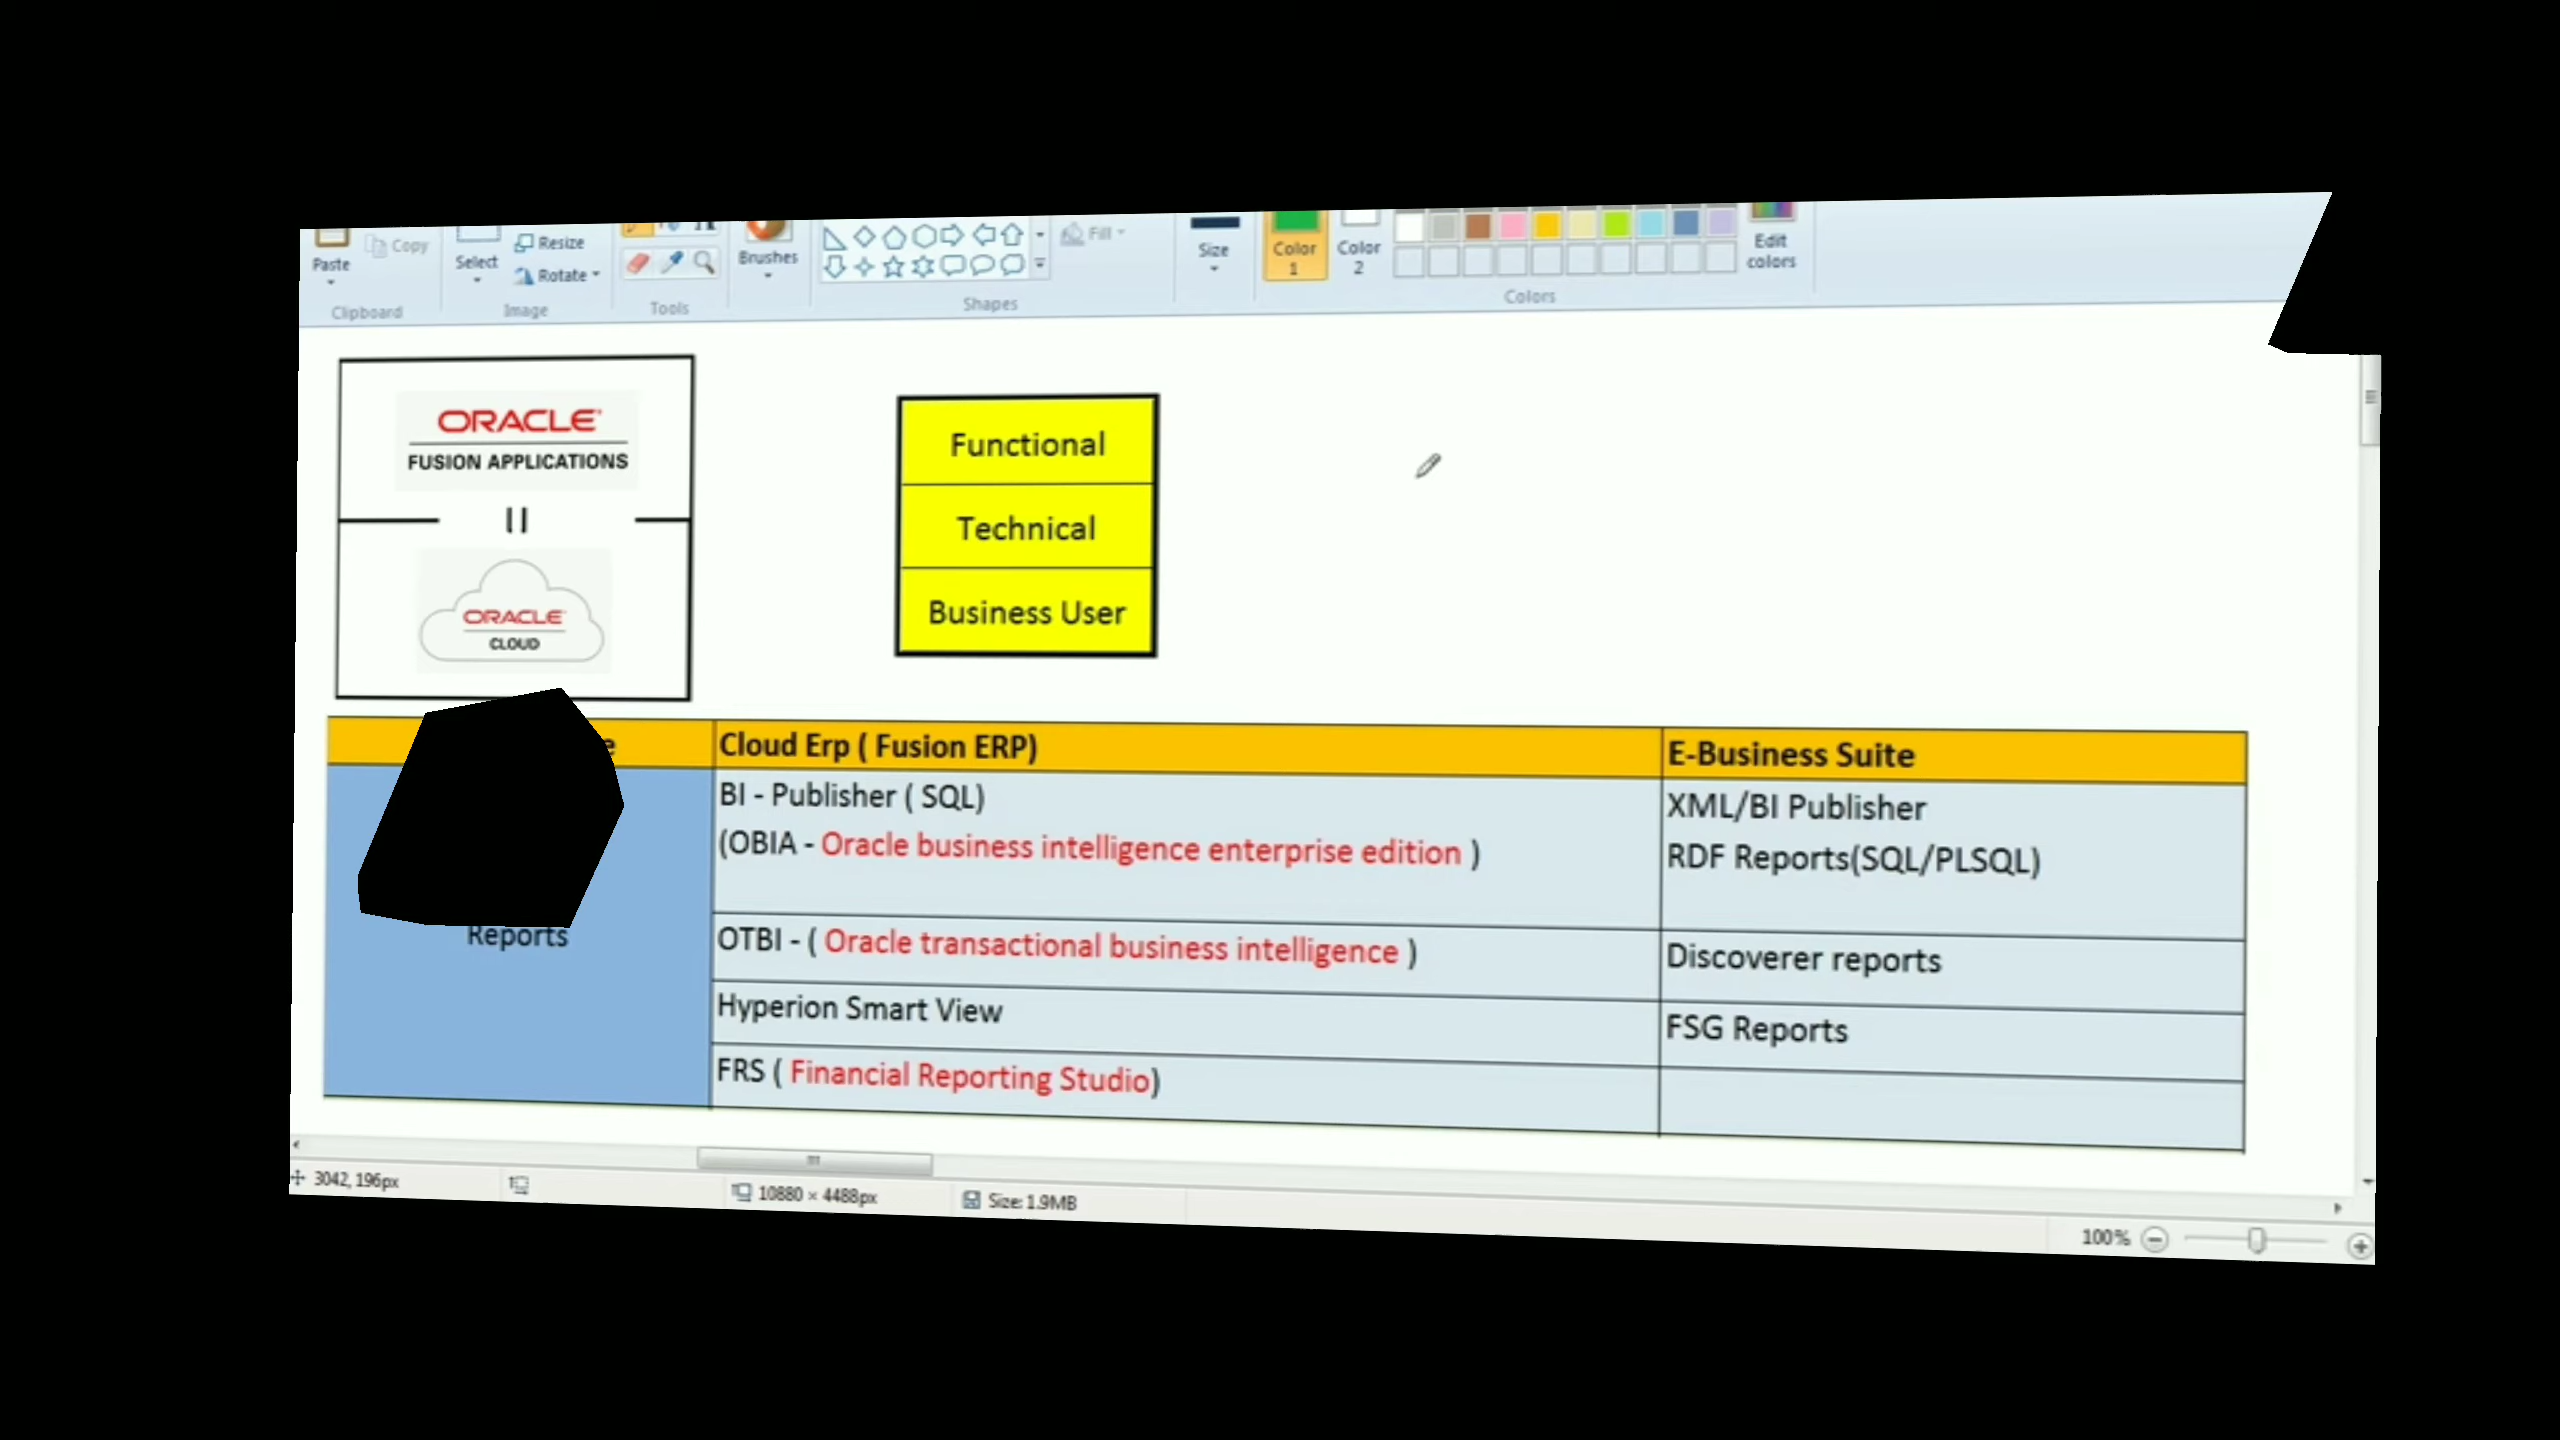 Paste
Copy
Select
Resize
Rotate
Brushes
Fill
Size
Color
1
Color
2
Edit
colors
Clipboard
Image
Tools
Shapes
Colors
ORACLE
FUSION APPLICATIONS
ORACLE
CLOUD
Functional
Technical
Business User
Cloud Erp ( Fusion ERP)
E-Business Suite
BI - Publisher ( SQL)
(OBIA - Oracle business intelligence enterprise edition )
XML/BI Publisher
RDF Reports(SQL/PLSQL)
Reports
OTBI - ( Oracle transactional business intelligence )
Discoverer reports
Hyperion Smart View
FSG Reports
FRS ( Financial Reporting Studio)
3042, 196px
10880 × 4488px
Size: 1.9MB
100%